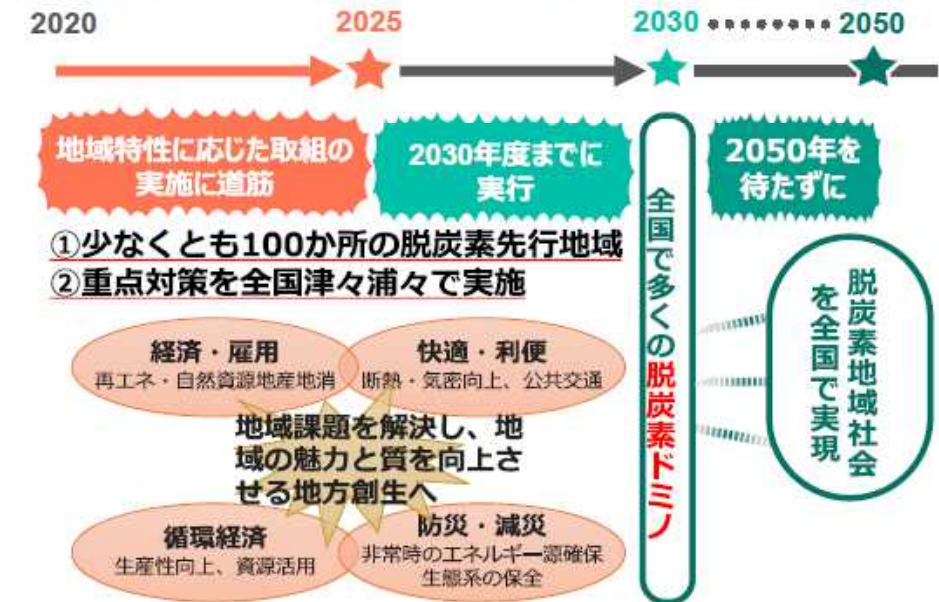 2020
2025
2030
2050
地域特性に応じた取組の
実施に道筋
2030年度までに
実行
2050年を
待たずに
①少なくとも100か所の脱炭素先行地域
②重点対策を全国津々浦々で実施
経済・雇用
再エネ・自然資源地産地消
快適・利便
断熱・気密向上、公共交通
地域課題を解決し、地
域の魅力と質を向上さ
せる地方創生へ
循環経済
生産性向上、資源活用
防災・減災
非常時のエネルギー源確保
生態系の保全
全国で多くの脱炭素ドミノ
脱炭素地域社会
を全国で実現